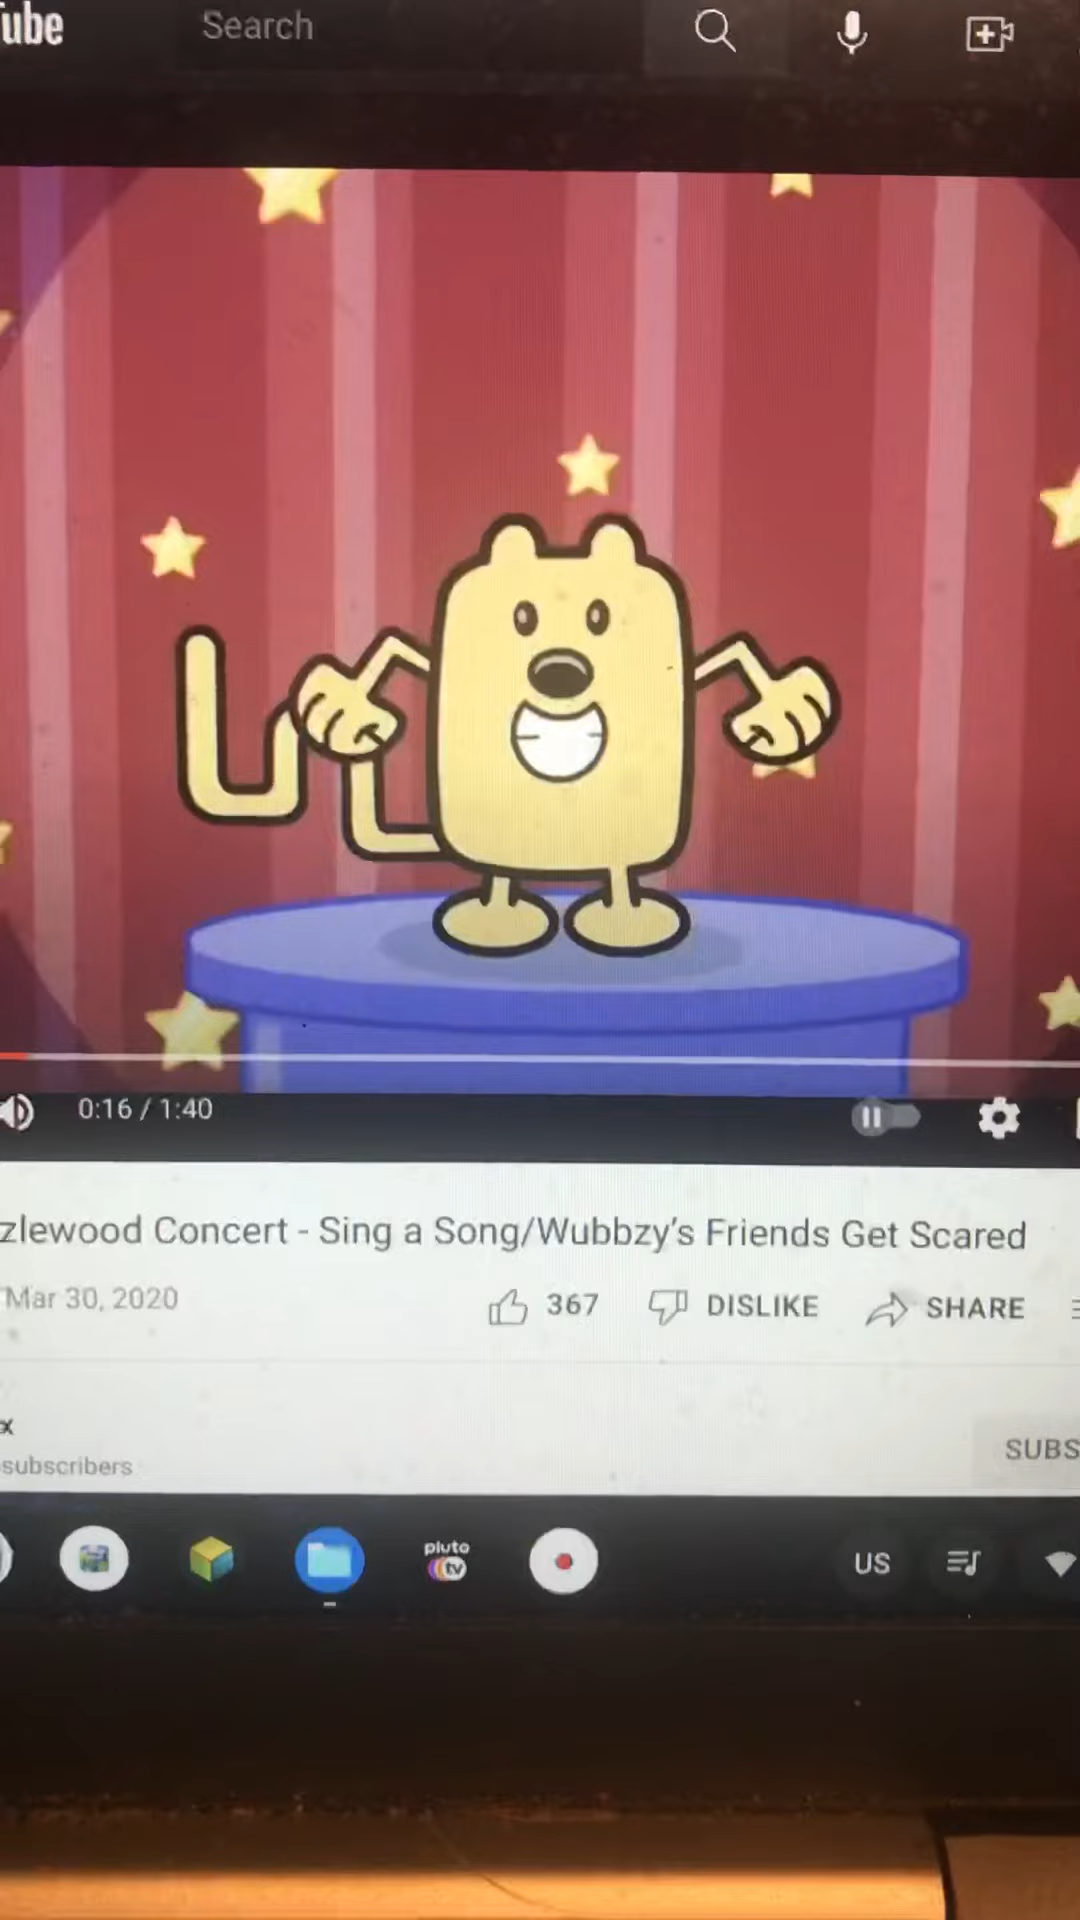 ube
Search
0:16 / 1:40
zlewood Concert - Sing a Song/Wubbzy's Friends Get Scared
Mar 30, 2020
367
DISLIKE
SHARE
x
subscribers
SUBS
pluto
tv
US